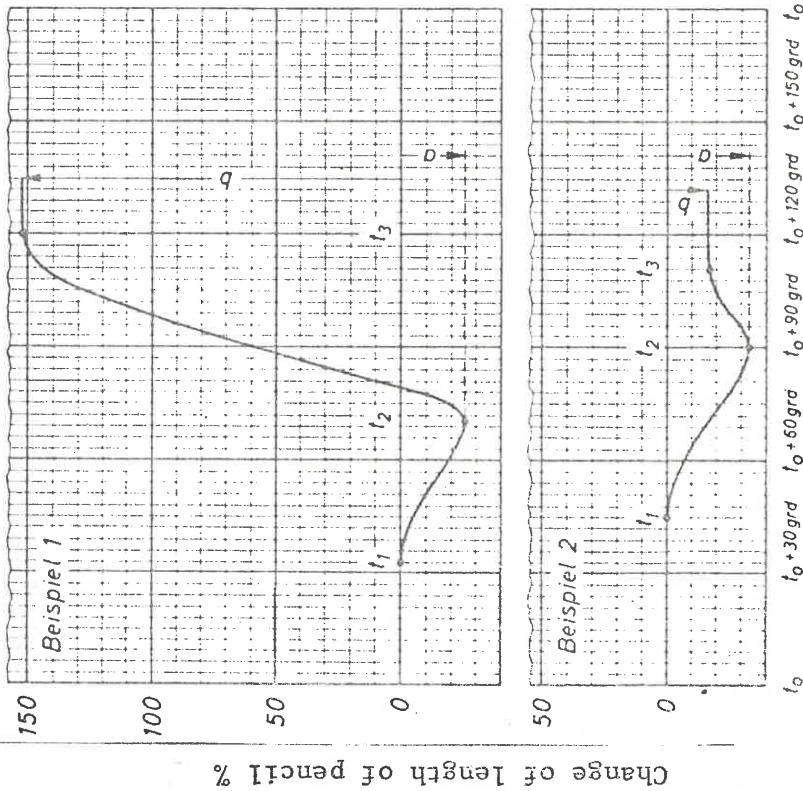 Change of length of pencil %
Beispiel 1
150
100
50
0
t₁
t₂
t₃
a
b
Beispiel 2
50
0
t₁
t₂
t₃
a
b
t₀
t₀ + 30 grd
t₀ + 60 grd
t₀ + 90 grd
t₀ + 120 grd
t₀ + 150 grd
t₀